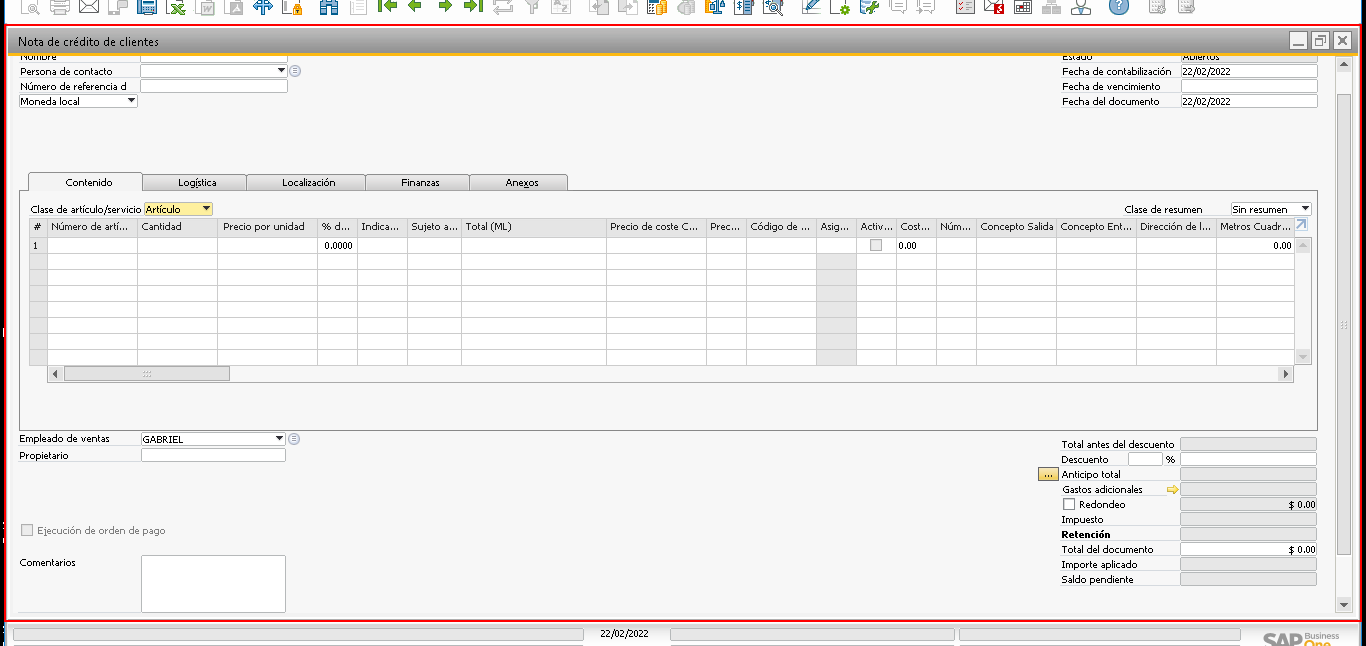 3
?
Nota de crédito de clientes
Nombre
Estado Abiertos
Persona de contacto
Fecha de contabilización 22/02/2022
Número de referencia d
Fecha de vencimiento
Moneda local
Fecha del documento 22/02/2022
Contenido Logística Localización Finanzas Anexos
Clase de artículo/servicio Artículo
Clase de resumen Sin resumen
# Número de artí... Cantidad Precio por unidad % d... Indica... Sujeto a... Total (ML) Precio de coste C... Prec... Código de ... Asig... Activ... Cost... Núm... Concepto Salida Concepto Ent... Dirección de l... Metros Cuadr...
1 0.0000 0.00 0.00
Empleado de ventas GABRIEL
Total antes del descuento
Propietario
Descuento %
... Anticipo total
Gastos adicionales
Redondeo $ 0.00
Impuesto
Ejecución de orden de pago
Retención
Total del documento $ 0.00
Comentarios
Importe aplicado
Saldo pendiente
22/02/2022
SAP Business One